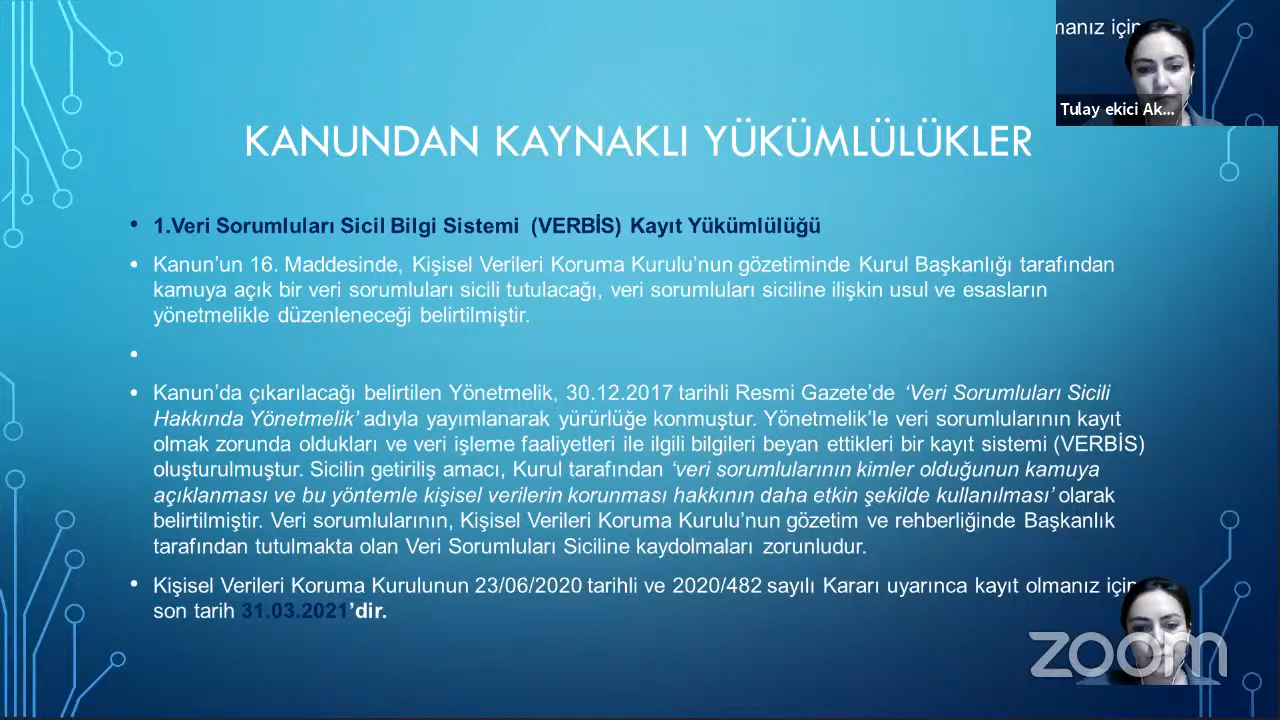 manız için
Tulay ekici Ak...
KANUNDAN KAYNAKLI YÜKÜMLÜLÜKLER
• 1.Veri Sorumluları Sicil Bilgi Sistemi (VERBİS) Kayıt Yükümlülüğü
• Kanun’un 16. Maddesinde, Kişisel Verileri Koruma Kurulu’nun gözetiminde Kurul Başkanlığı tarafından
kamuya açık bir veri sorumluları sicili tutulacağı, veri sorumluları siciline ilişkin usul ve esasların
yönetmelikle düzenleneceği belirtilmiştir.
•
• Kanun’da çıkarılacağı belirtilen Yönetmelik, 30.12.2017 tarihli Resmi Gazete’de ‘Veri Sorumluları Sicili
Hakkında Yönetmelik’ adıyla yayımlanarak yürürlüğe konmuştur. Yönetmelik’le veri sorumlularının kayıt
olmak zorunda oldukları ve veri işleme faaliyetleri ile ilgili bilgileri beyan ettikleri bir kayıt sistemi (VERBİS)
oluşturulmuştur. Sicilin getiriliş amacı, Kurul tarafından ‘veri sorumlularının kimler olduğunun kamuya
açıklanması ve bu yöntemle kişisel verilerin korunması hakkının daha etkin şekilde kullanılması’ olarak
belirtilmiştir. Veri sorumlularının, Kişisel Verileri Koruma Kurulu’nun gözetim ve rehberliğinde Başkanlık
tarafından tutulmakta olan Veri Sorumluları Siciline kaydolmaları zorunludur.
• Kişisel Verileri Koruma Kurulunun 23/06/2020 tarihli ve 2020/482 sayılı Kararı uyarınca kayıt olmanız için
son tarih 31.03.2021’dir.
zoom